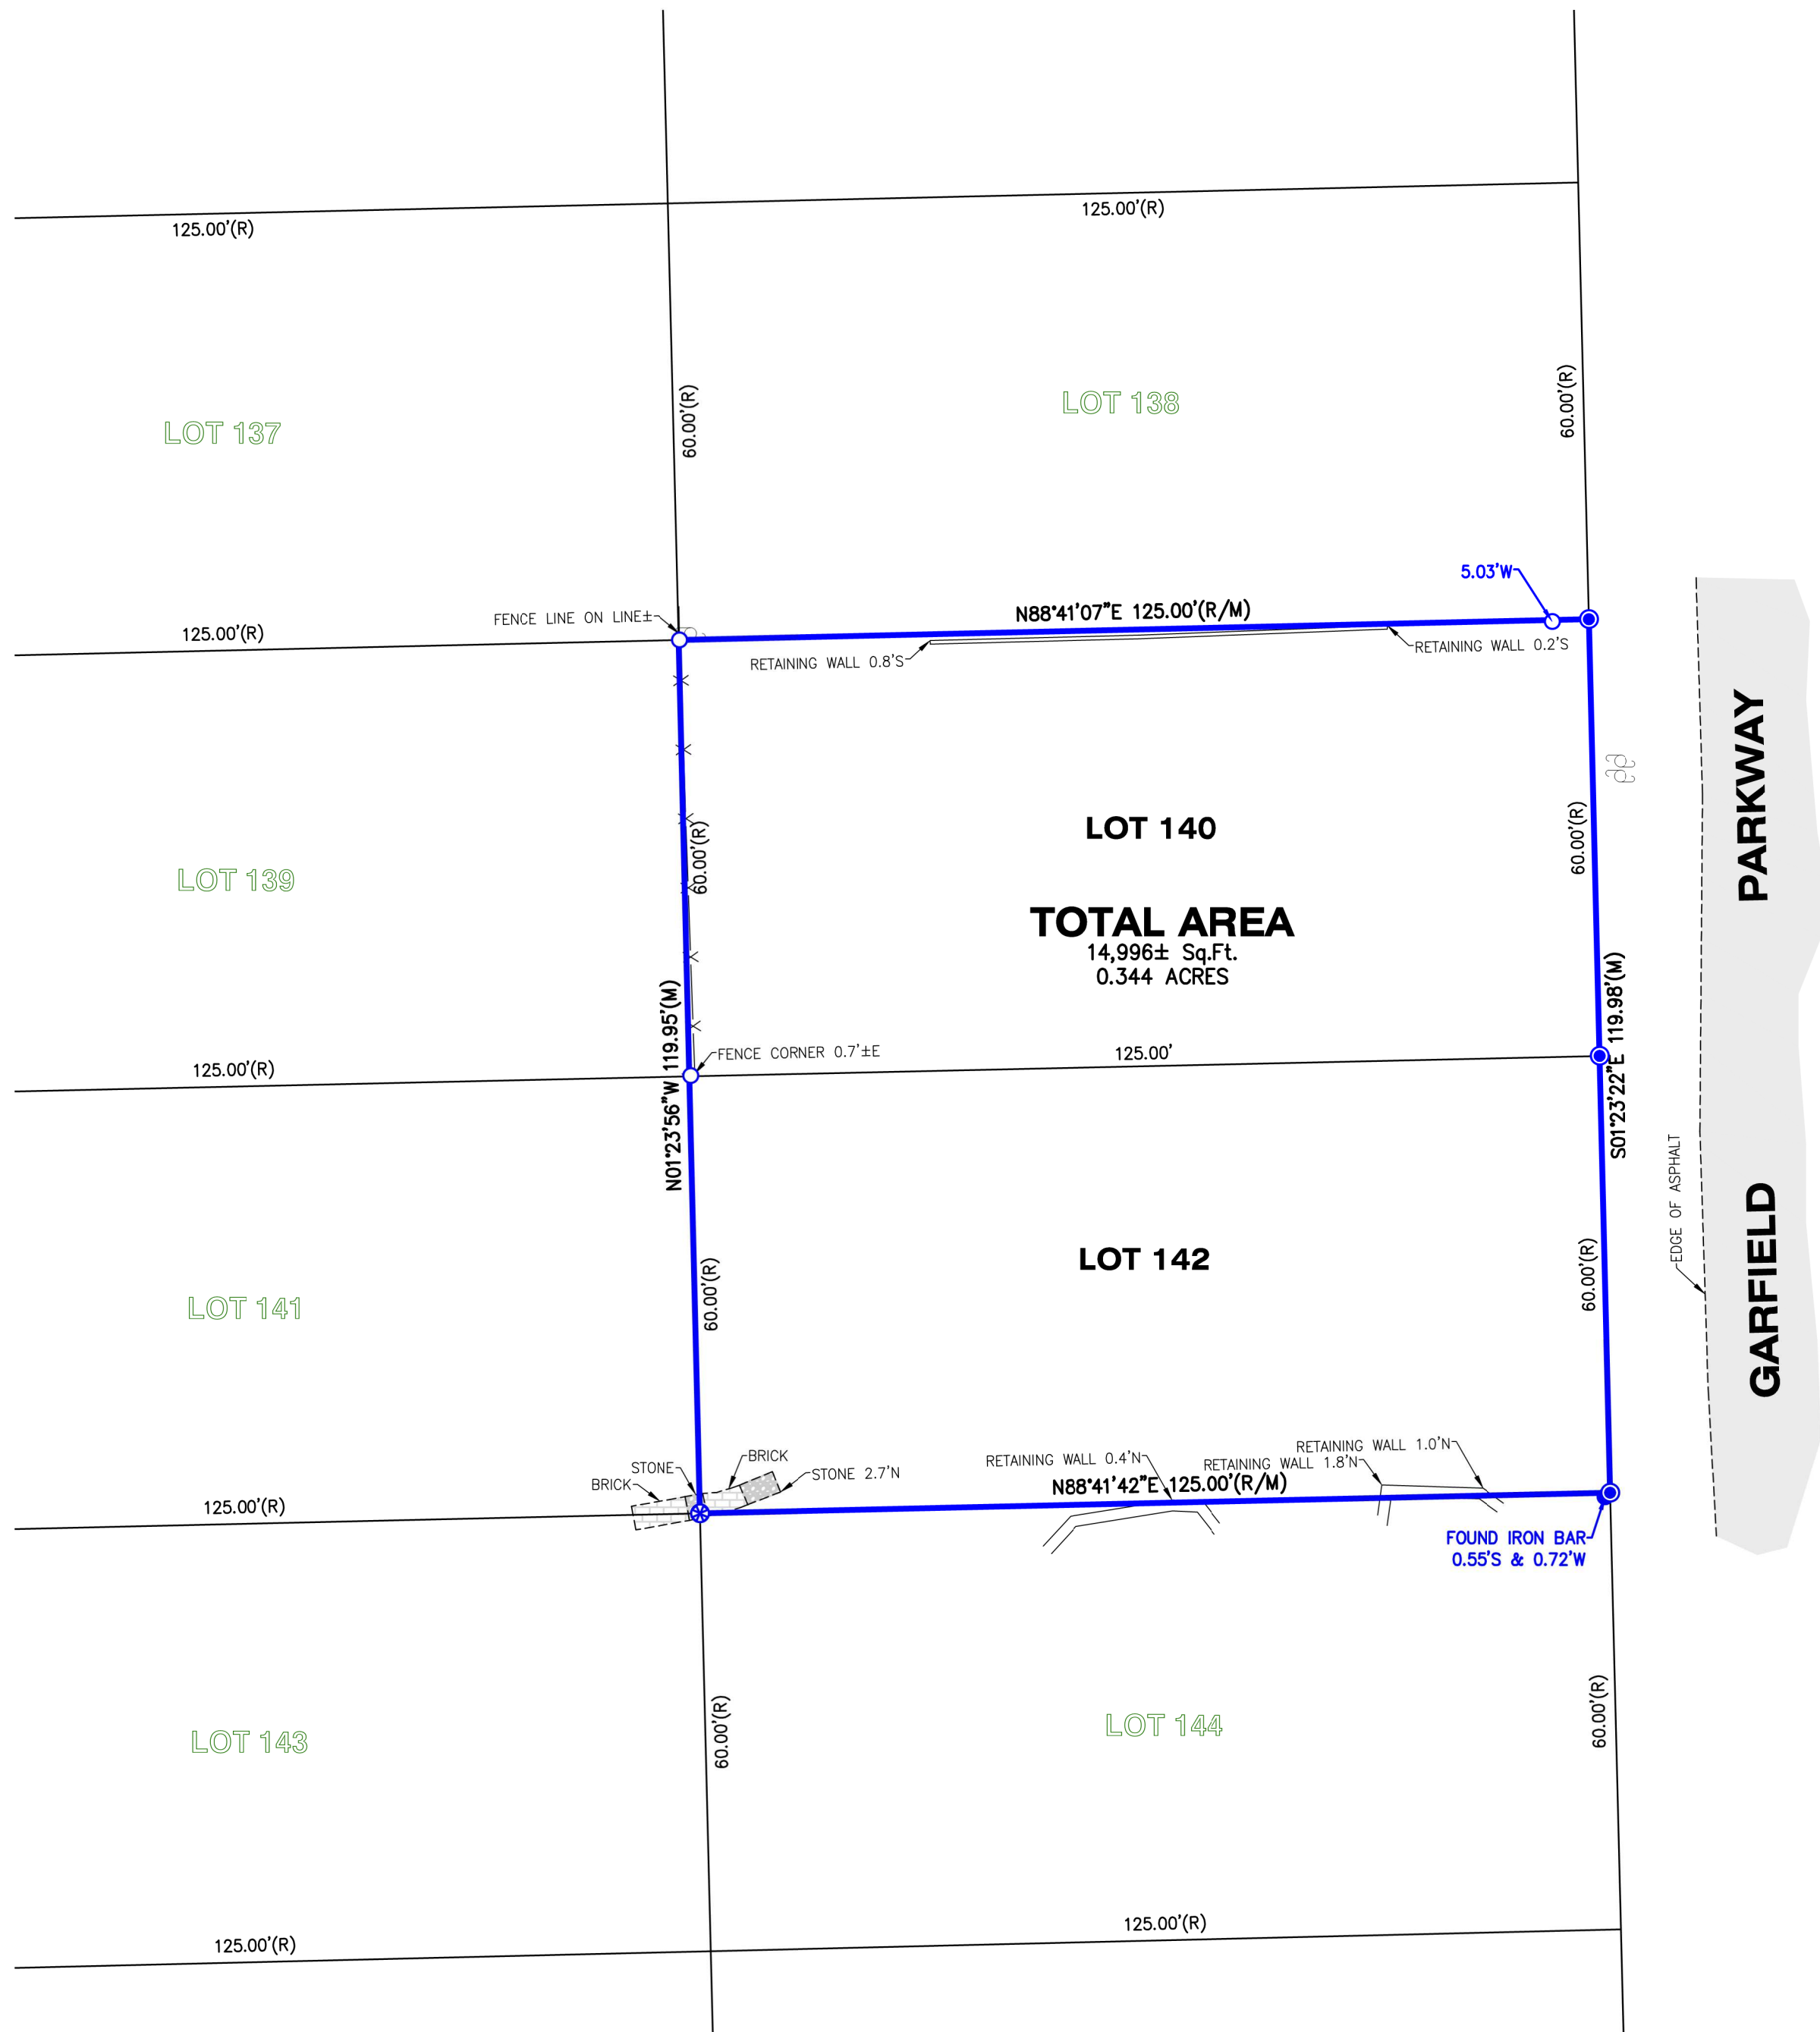 125.00'(R)
125.00'(R)
LOT 137
60.00'(R)
LOT 138
60.00'(R)
5.03'W
FENCE LINE ON LINE±
N88°41'07"E 125.00'(R/M)
125.00'(R)
RETAINING WALL 0.8'S
RETAINING WALL 0.2'S
PARKWAY
LOT 139
60.00'(R)
LOT 140
60.00'(R)
TOTAL AREA
14,996± Sq.Ft.
0.344 ACRES
N01°23'56"W 119.95'(M)
S01°23'22"E 119.98'(M)
125.00'(R)
FENCE CORNER 0.7'±E
125.00'
EDGE OF ASPHALT
GARFIELD
LOT 141
60.00'(R)
LOT 142
60.00'(R)
BRICK
STONE
BRICK
STONE 2.7'N
RETAINING WALL 0.4'N
RETAINING WALL 1.8'N
RETAINING WALL 1.0'N
N88°41'42"E 125.00'(R/M)
125.00'(R)
FOUND IRON BAR
0.55'S & 0.72'W
LOT 143
60.00'(R)
LOT 144
60.00'(R)
125.00'(R)
125.00'(R)